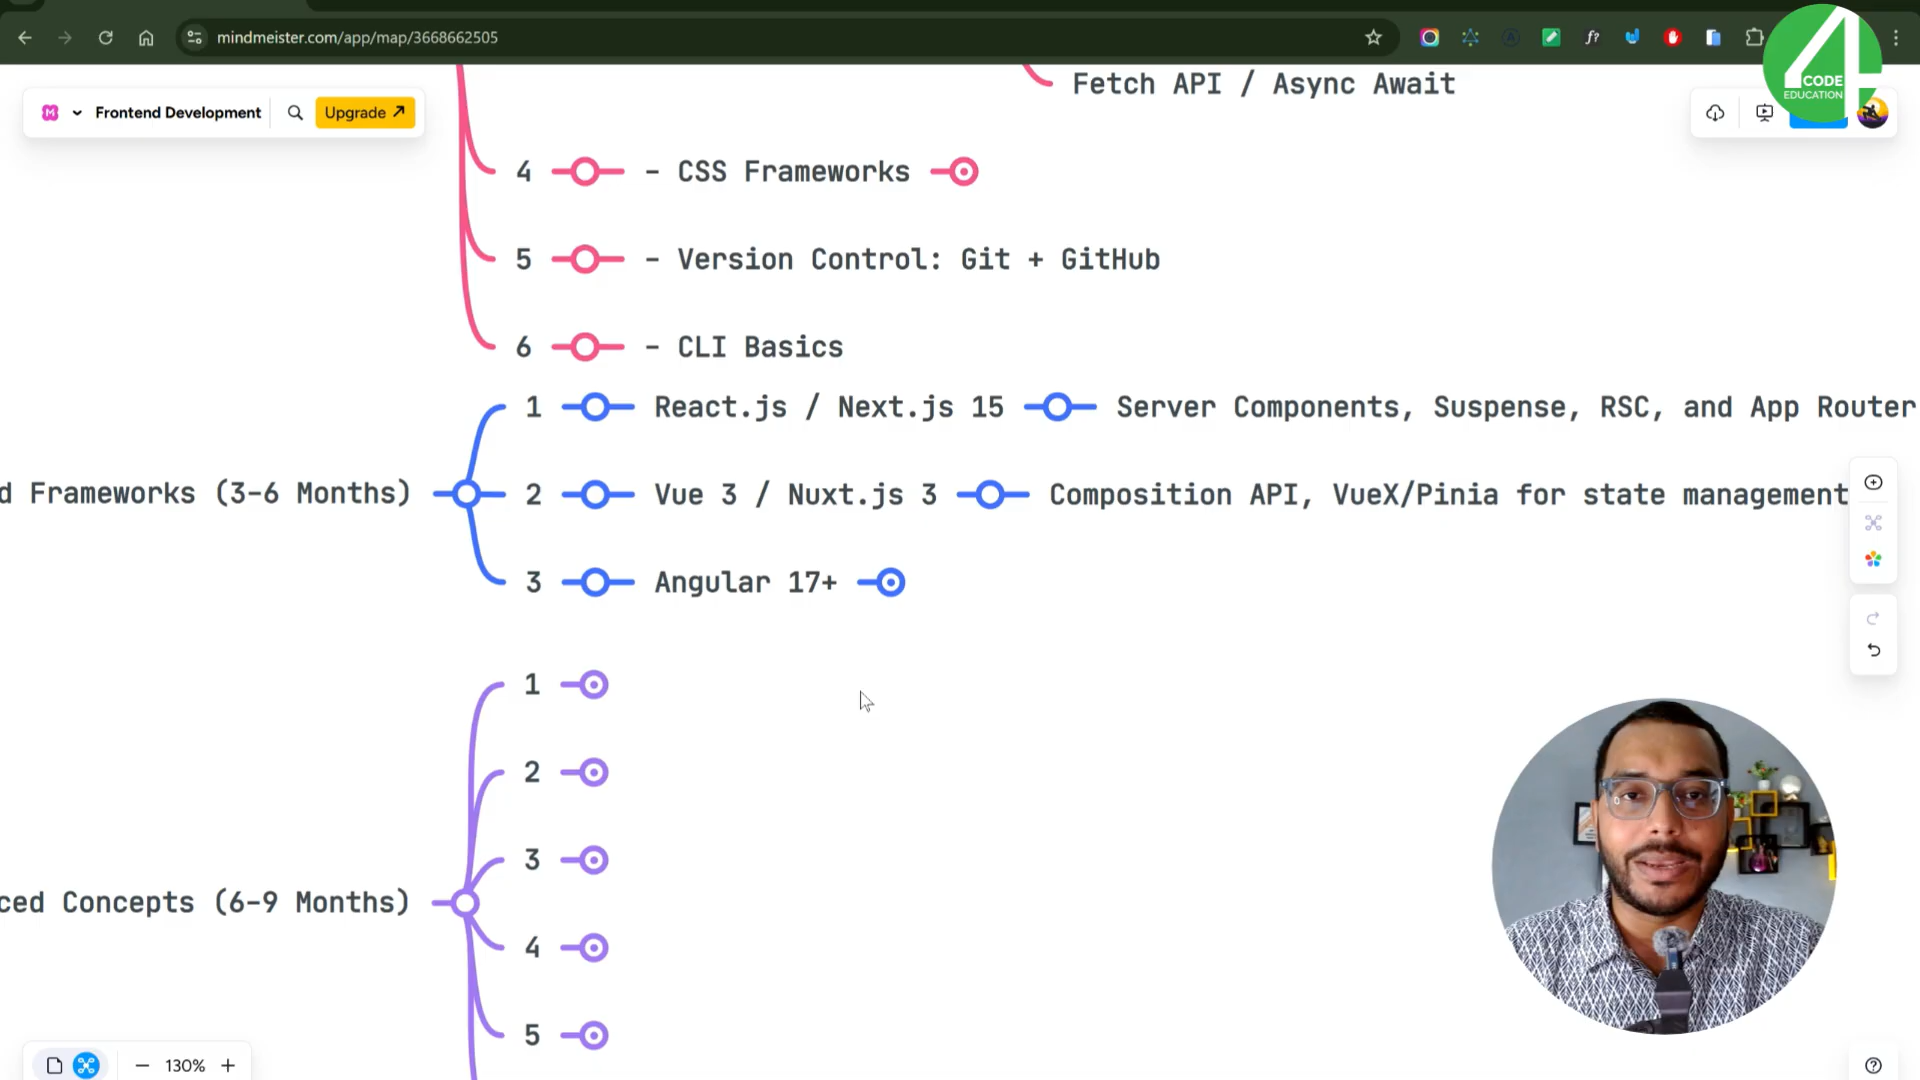 mindmeister.com/app/map/3668662505
f?
4
CODE
EDUCATION
Frontend Development
Upgrade
Fetch API / Async Await
4 - CSS Frameworks
5 - Version Control: Git + GitHub
6 - CLI Basics
1 React.js / Next.js 15 Server Components, Suspense, RSC, and App Router
d Frameworks (3-6 Months)
2 Vue 3 / Nuxt.js 3 Composition API, VueX/Pinia for state management
3 Angular 17+
1
2
3
ced Concepts (6-9 Months)
4
5
130%